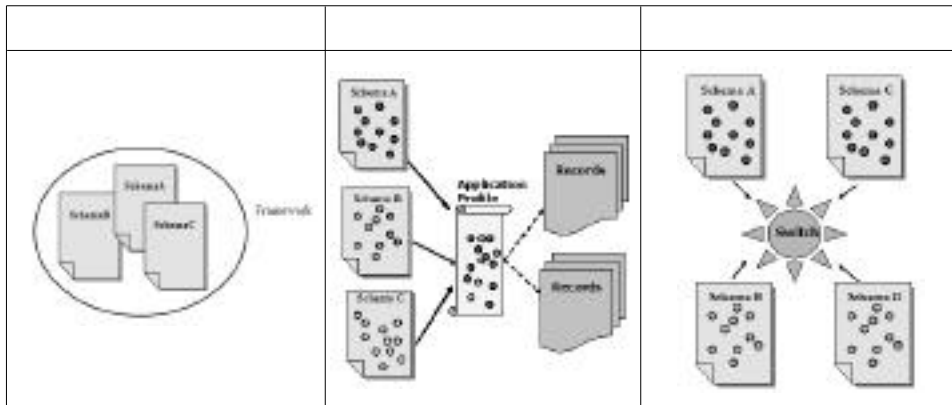 SchemaA
SchemaB
SchemaC
Framework
Schema A
Schema B
Schema C
Application
Profile
Records
Records
Schema A
Schema C
Switch
Schema B
Schema D